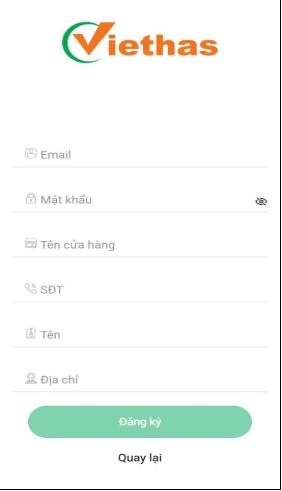 Viethas
Email
Mật khẩu
Tên cửa hàng
SĐT
Tên
Địa chỉ
Đăng ký
Quay lại